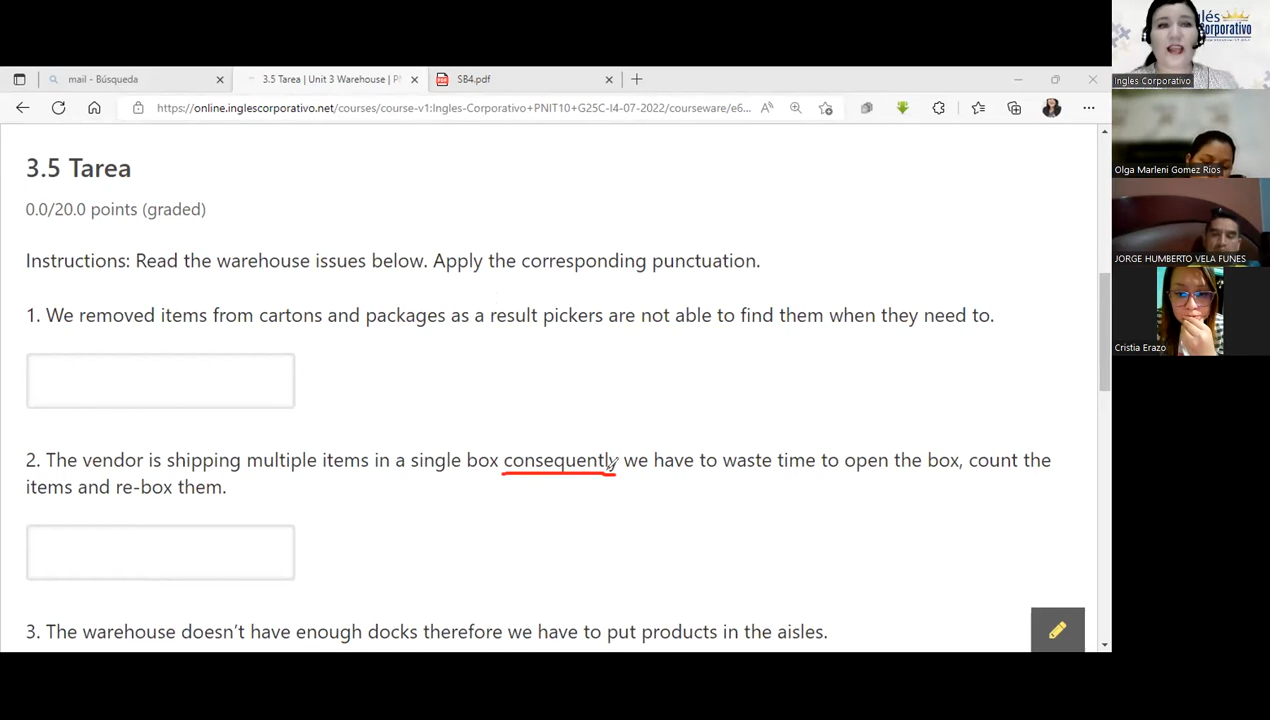 mail - Búsqueda
3.5 Tarea | Unit 3 Warehouse | PN
SB4.pdf
https://online.inglescorporativo.net/courses/course-v1:Ingles-Corporativo+PNIT10+G25C-I4-07-2022/courseware/e6...
3.5 Tarea
0.0/20.0 points (graded)
Instructions: Read the warehouse issues below. Apply the corresponding punctuation.
1. We removed items from cartons and packages as a result pickers are not able to find them when they need to.
2. The vendor is shipping multiple items in a single box consequently we have to waste time to open the box, count the
items and re-box them.
3. The warehouse doesn't have enough docks therefore we have to put products in the aisles.
glés
Corporativo
Ingles Corporativo
Olga Marleni Gomez Rios
JORGE HUMBERTO VELA FUNES
Cristia Erazo